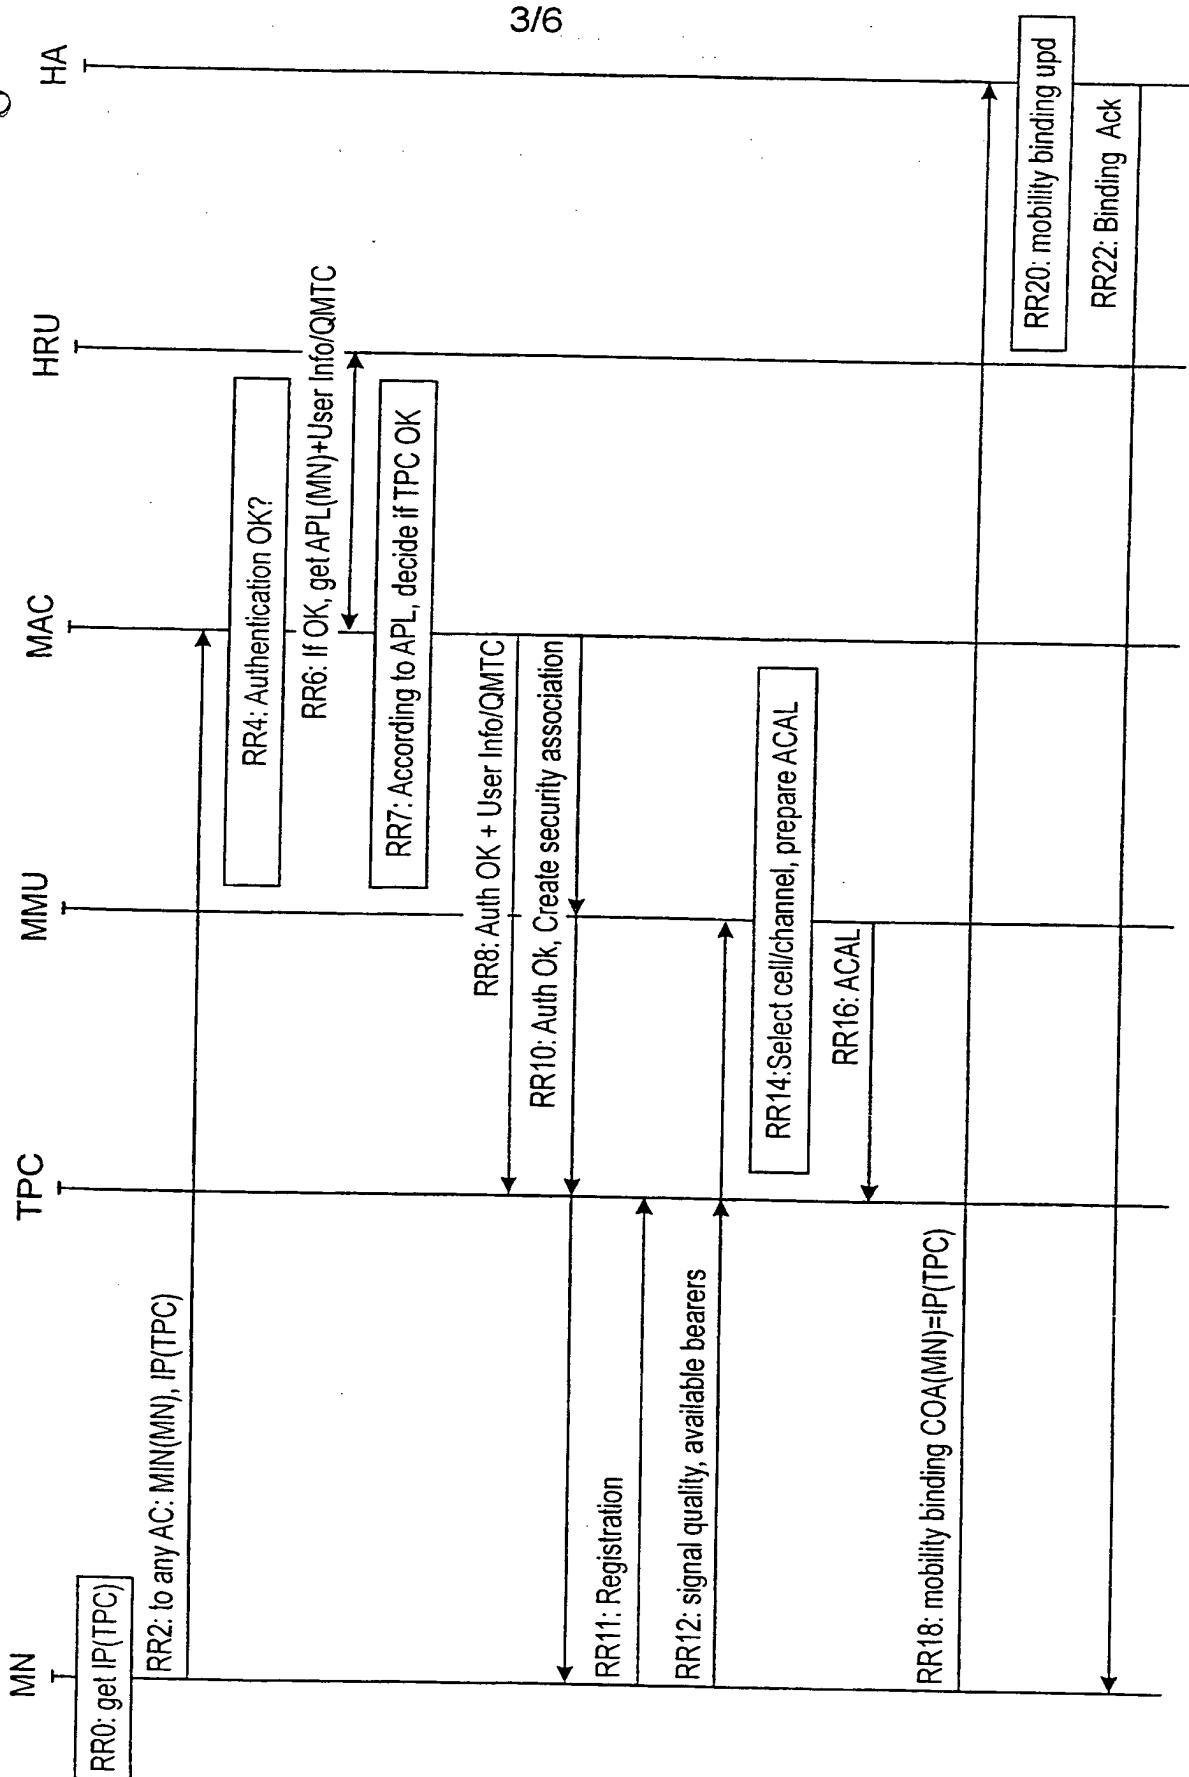 3/6
MN
TPC
MMU
MAC
HRU
HA
RR0: get IP(TPC)
RR2: to any AC: MIN(MN), IP(TPC)
RR4: Authentication OK?
RR6: If OK, get APL(MN)+User Info/QMTC
RR7: According to APL, decide if TPC OK
RR8: Auth OK + User Info/QMTC
RR10: Auth Ok, Create security association
RR11: Registration
RR12: signal quality, available bearers
RR14:Select cell/channel, prepare ACAL
RR16: ACAL
RR18: mobility binding COA(MN)=IP(TPC)
RR20: mobility binding upd
RR22: Binding Ack